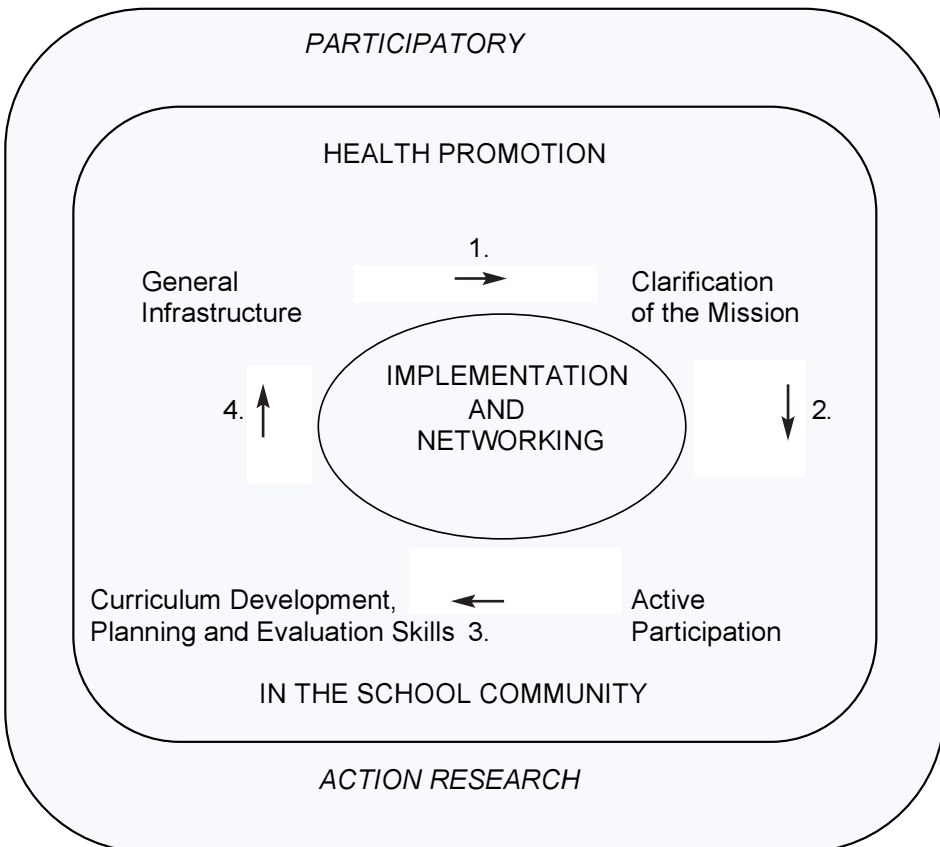 PARTICIPATORY
HEALTH PROMOTION
1.
General
Infrastructure
Clarification
of the Mission
IMPLEMENTATION
AND
NETWORKING
4.
2.
Curriculum Development,
Planning and Evaluation Skills 3.
Active
Participation
IN THE SCHOOL COMMUNITY
ACTION RESEARCH